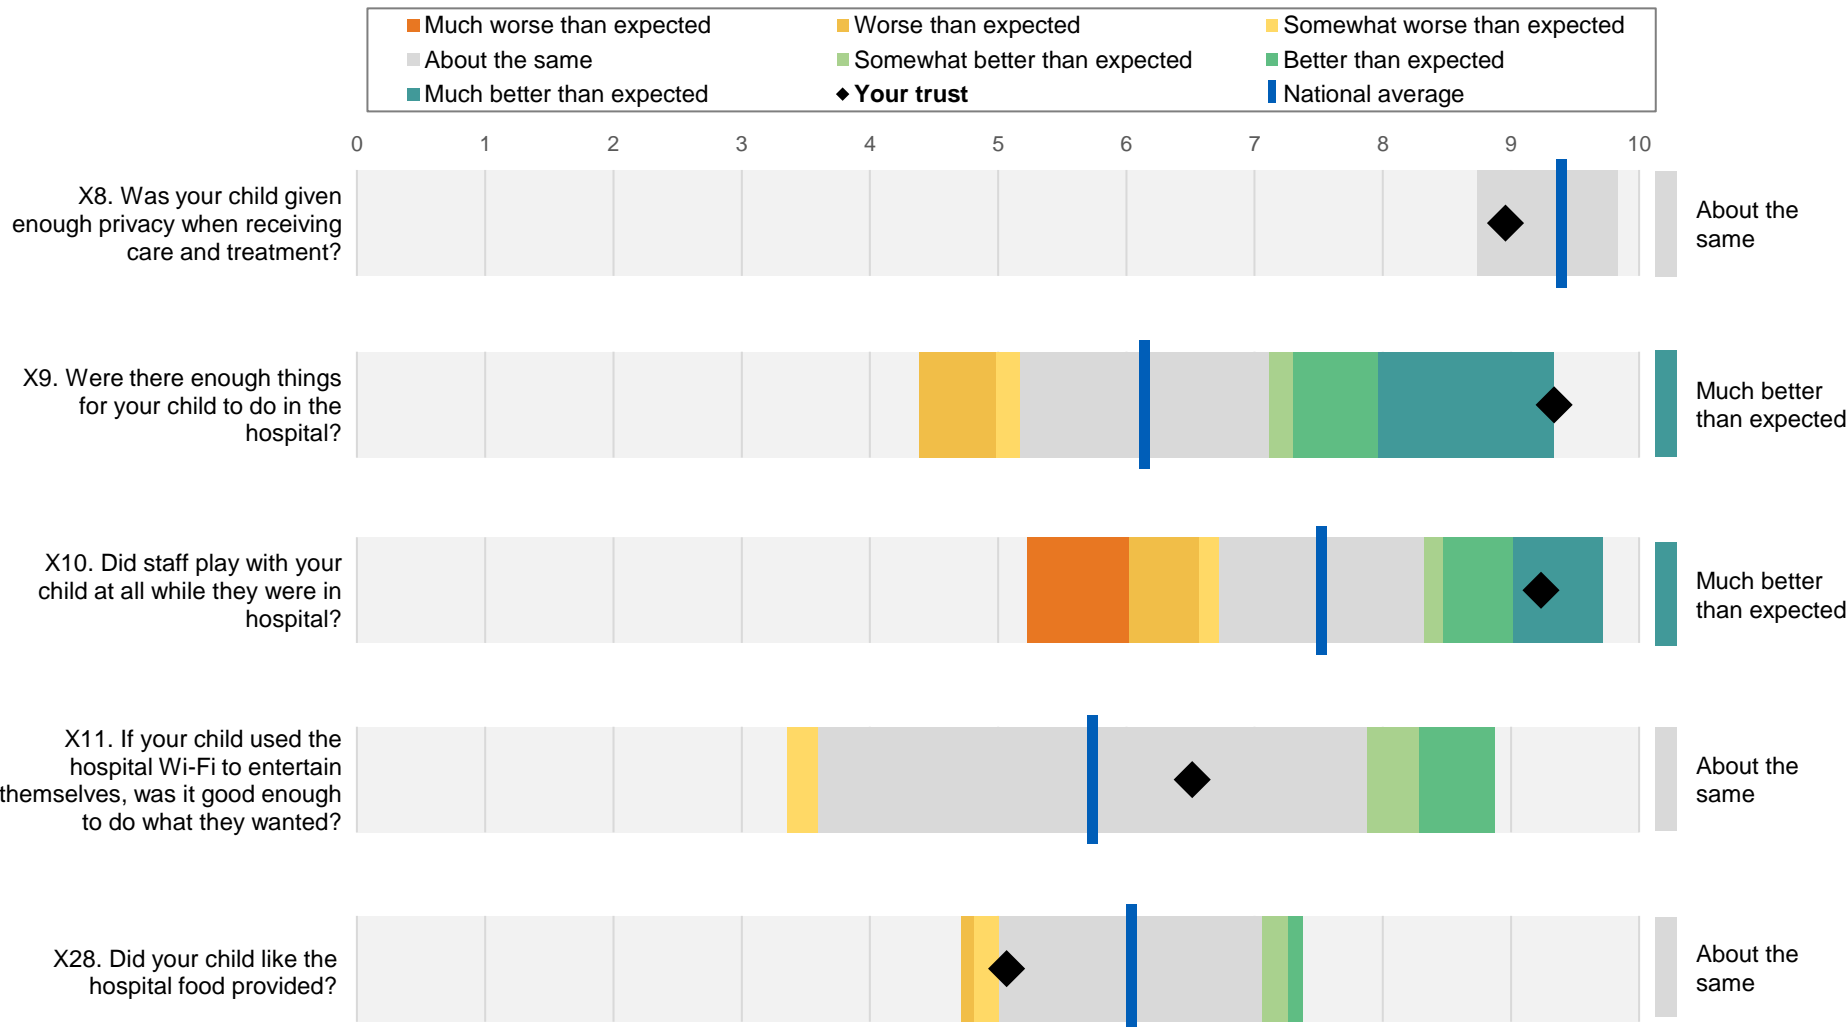 Much worse than expected
Worse than expected
Somewhat worse than expected
About the same
Somewhat better than expected
Better than expected
Much better than expected
Your trust
National average
0 1 2 3 4 5 6 7 8 9 10
X8. Was your child given
enough privacy when receiving
care and treatment?
About the
same
X9. Were there enough things
for your child to do in the
hospital?
Much better
than expected
X10. Did staff play with your
child at all while they were in
hospital?
Much better
than expected
X11. If your child used the
hospital Wi-Fi to entertain
themselves, was it good enough
to do what they wanted?
About the
same
X28. Did your child like the
hospital food provided?
About the
same